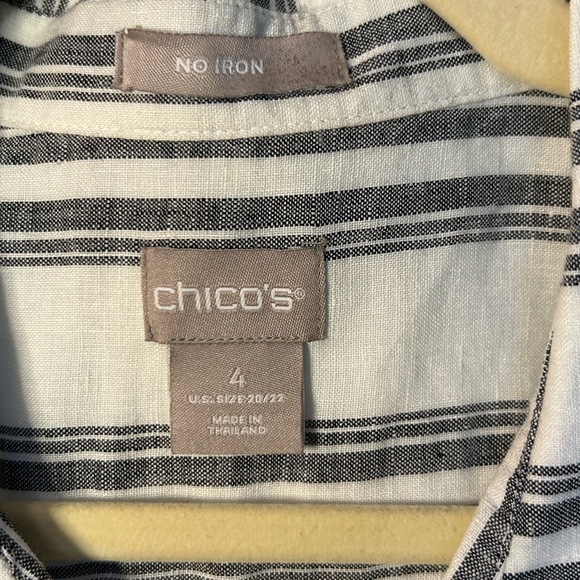 NO IRON
chico's®
4
U.S. SIZE 20/22
MADE IN
THAILAND